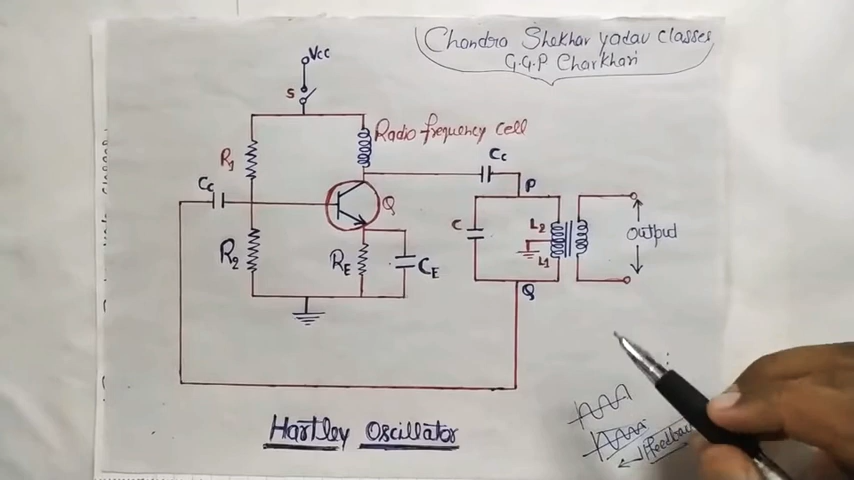 Chandra Shekhar yadav classes
G.G.P Charkhari
Vcc
S
Radio frequency cell
R1
Cc
Cc
P
Q
C
L2
output
R2
RE
CE
L1
Q
Hartley Oscillator